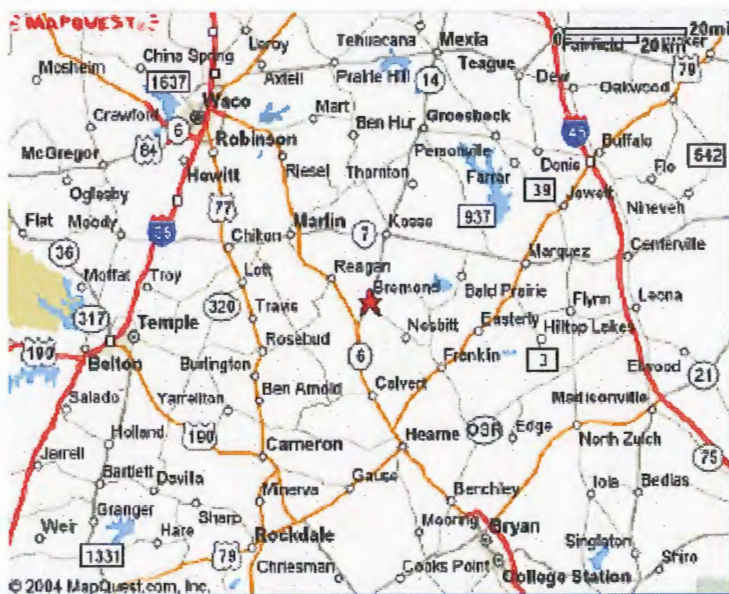 MAPQUEST
20mi
20km
Leroy
Tehuacana
Mexia
Fairfield
China Spring
Mosheim
Axtell
Prairie Hill
Teague
Dew
79
1637
14
Oakwood
Waco
Crawford
6
Mart
Groesbeck
45
Buffalo
Robinson
Ben Hur
Personville
84
McGregor
Riesel
Donie
642
Hewitt
Thornton
Farrar
Flo
Oglesby
39
Jewett
77
Nineveh
937
Flat
Moody
35
Marlin
7
Kosse
Chilton
36
Marquez
Centerville
Reagan
Bremond
Moffat
Troy
Lott
Bald Prairie
Flynn
Leona
320
Travis
317
Temple
Nesbitt
Easterly
Hilltop Lakes
190
Rosebud
6
3
Belton
Burlington
Franklin
Elwood
21
Ben Arnold
Calvert
Salado
Yarrellton
Madisonville
190
OSR
Edge
Holland
Cameron
Hearne
North Zulch
Jarrell
75
Bartlett
Davilla
Gause
Iola
Bedias
Granger
Minerva
Benchley
Sharp
Weir
Hare
Mooring
Bryan
1331
79
Rockdale
Singleton
Shiro
Chriesman
Cooks Point
College Station
© 2004 MapQuest.com, Inc.